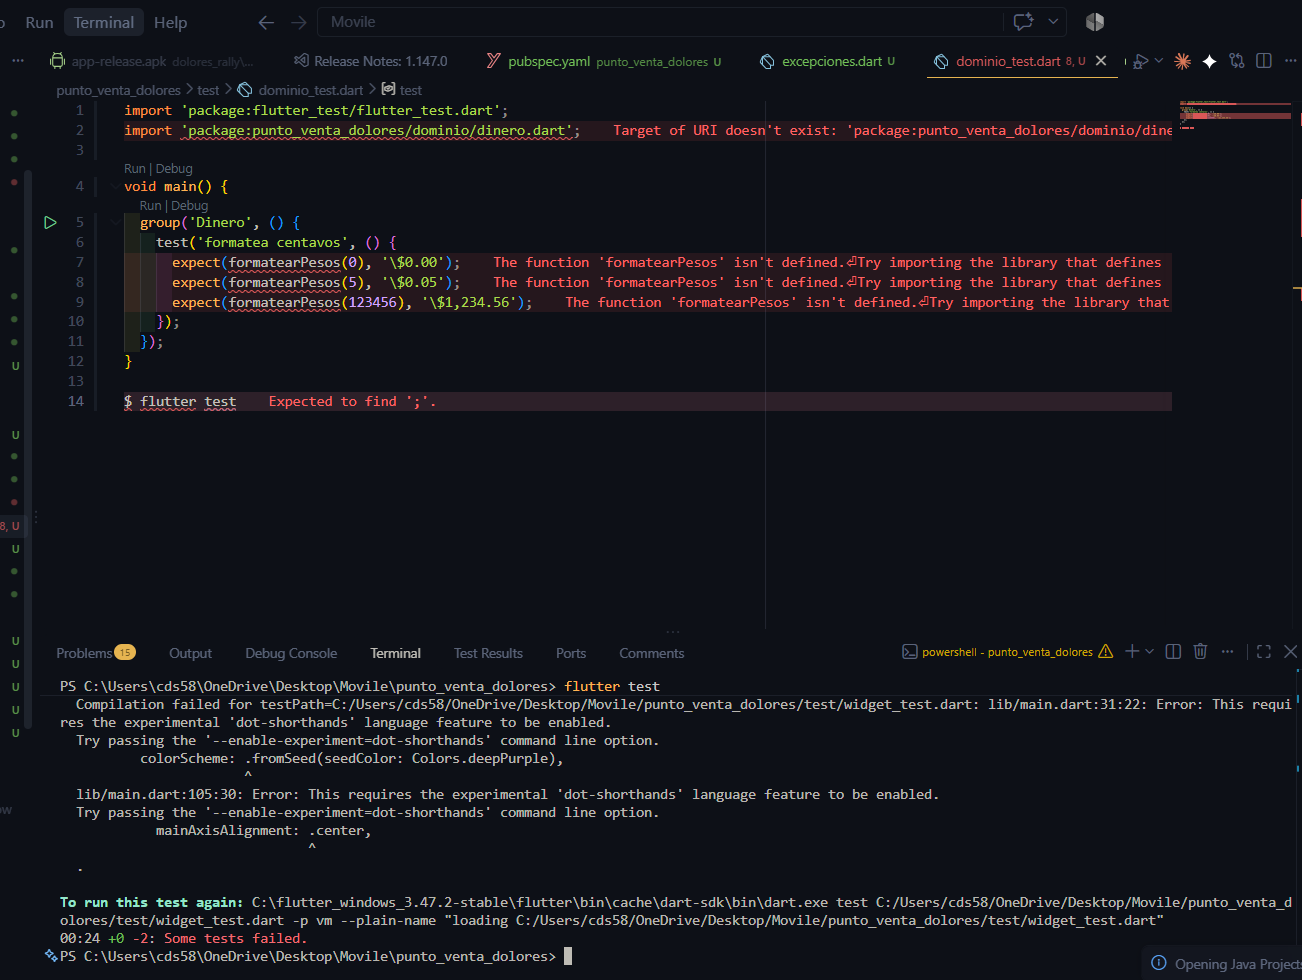 Run Terminal Help Movile
app-release.apk dolores_rally\... Release Notes: 1.147.0 pubspec.yaml punto_venta_dolores U excepciones.dart U dominio_test.dart 8, U
punto_venta_dolores > test > dominio_test.dart > test
1 import 'package:flutter_test/flutter_test.dart';
2 import 'package:punto_venta_dolores/dominio/dinero.dart'; Target of URI doesn't exist: 'package:punto_venta_dolores/dominio/dine
3
Run | Debug
4 void main() {
Run | Debug
5 group('Dinero', () {
6 test('formatea centavos', () {
7 expect(formatearPesos(0), '\$0.00'); The function 'formatearPesos' isn't defined.⏎Try importing the library that defines
8 expect(formatearPesos(5), '\$0.05'); The function 'formatearPesos' isn't defined.⏎Try importing the library that defines
9 expect(formatearPesos(123456), '\$1,234.56'); The function 'formatearPesos' isn't defined.⏎Try importing the library that
10 });
11 });
12 }
13
14 $ flutter test Expected to find ';'.
U
U
8, U
U
U
U
U
U
U
Problems 15 Output Debug Console Terminal Test Results Ports Comments powershell - punto_venta_dolores
PS C:\Users\cds58\OneDrive\Desktop\Movile\punto_venta_dolores> flutter test
Compilation failed for testPath=C:/Users/cds58/OneDrive/Desktop/Movile/punto_venta_dolores/test/widget_test.dart: lib/main.dart:31:22: Error: This requi
res the experimental 'dot-shorthands' language feature to be enabled.
Try passing the '--enable-experiment=dot-shorthands' command line option.
colorScheme: .fromSeed(seedColor: Colors.deepPurple),
^
lib/main.dart:105:30: Error: This requires the experimental 'dot-shorthands' language feature to be enabled.
Try passing the '--enable-experiment=dot-shorthands' command line option.
mainAxisAlignment: .center,
^
.
To run this test again: C:\flutter_windows_3.47.2-stable\flutter\bin\cache\dart-sdk\bin\dart.exe test C:/Users/cds58/OneDrive/Desktop/Movile/punto_venta_d
olores/test/widget_test.dart -p vm --plain-name "loading C:/Users/cds58/OneDrive/Desktop/Movile/punto_venta_dolores/test/widget_test.dart"
00:24 +0 -2: Some tests failed.
PS C:\Users\cds58\OneDrive\Desktop\Movile\punto_venta_dolores>
Opening Java Projects